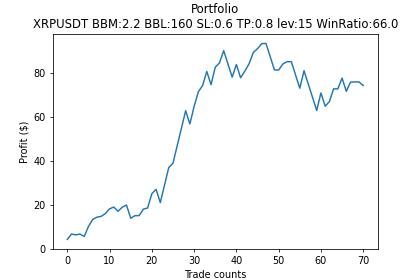 Portfolio
XRPUSDT BBM:2.2 BBL:160 SL:0.6 TP:0.8 lev:15 WinRatio:66.0
Profit ($)
80
60
40
20
0
0 10 20 30 40 50 60 70
Trade counts